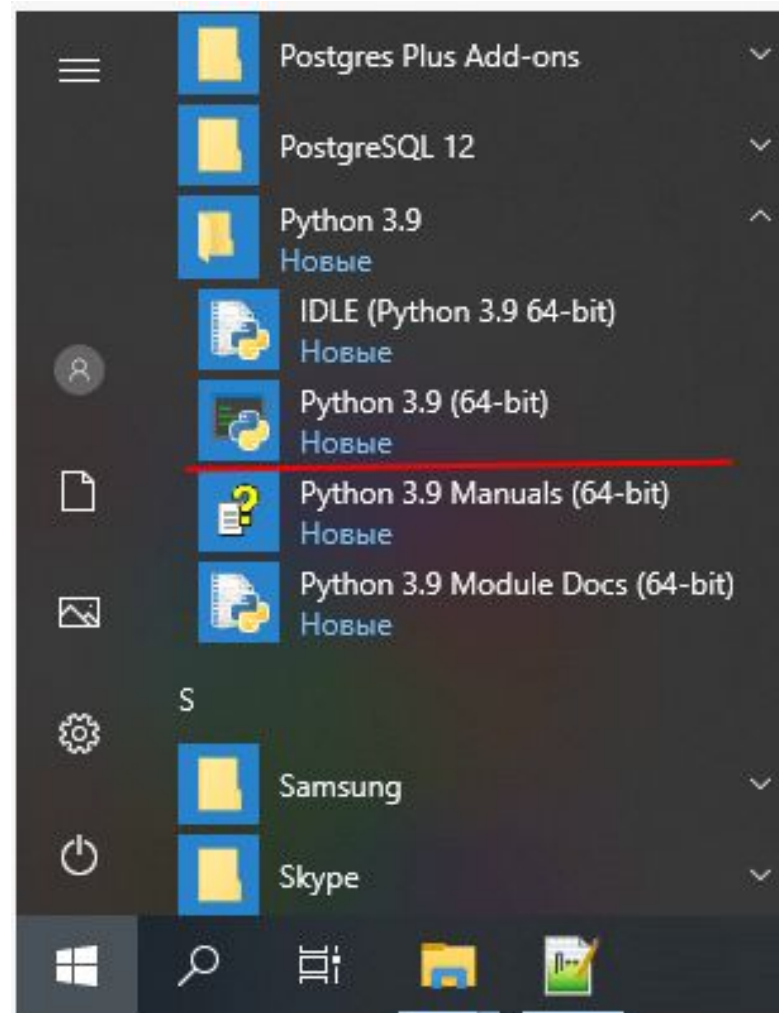 Postgres Plus Add-ons
PostgreSQL 12
Python 3.9
Новые
IDLE (Python 3.9 64-bit)
Новые
Python 3.9 (64-bit)
Новые
Python 3.9 Manuals (64-bit)
Новые
Python 3.9 Module Docs (64-bit)
Новые
S
Samsung
Skype